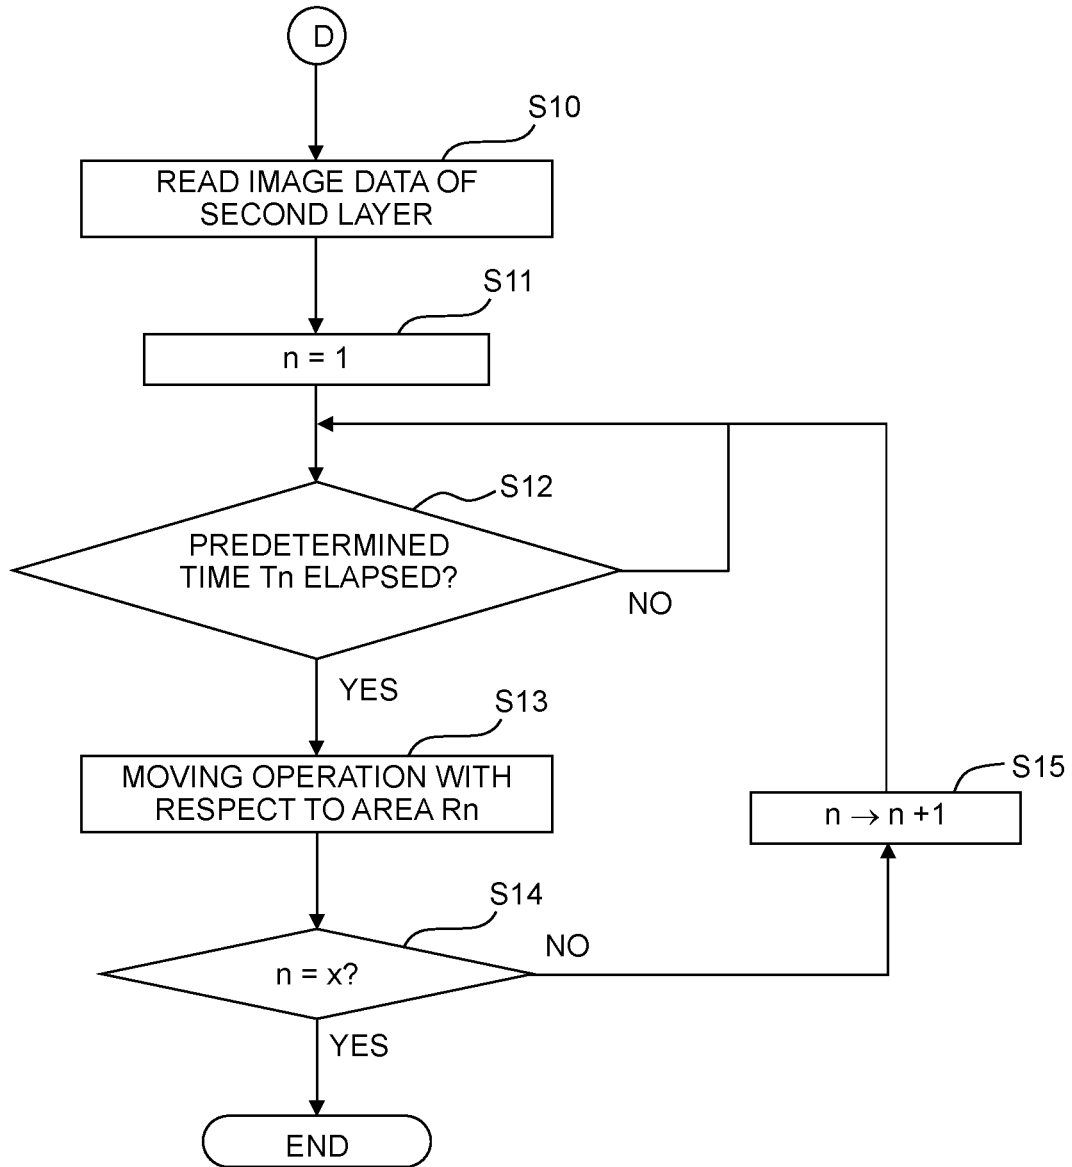 D
S10
READ IMAGE DATA OF
SECOND LAYER
S11
n = 1
S12
PREDETERMINED
TIME Tn ELAPSED?
NO
YES
S13
MOVING OPERATION WITH
RESPECT TO AREA Rn
S15
n → n +1
S14
n = x?
NO
YES
END